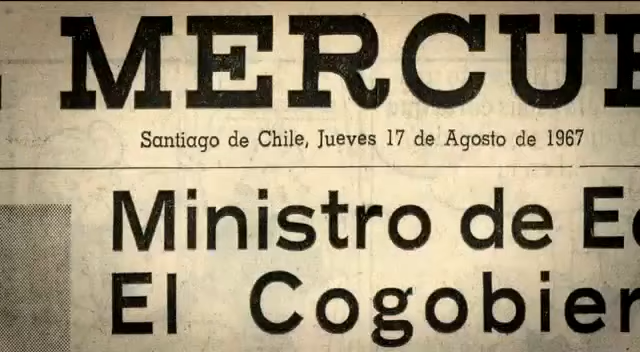 MERCU
Santiago de Chile, Jueves 17 de Agosto de 1967
Ministro de E
El Cogobier